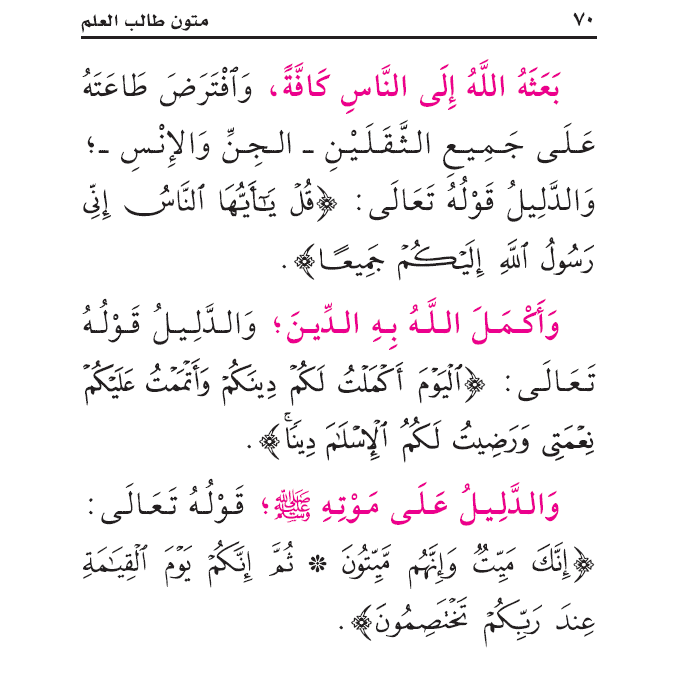 ٧٠ متون طالب العلم
بَعَثَهُ اللَّهُ إِلَى النَّاسِ كَافَّةً، وَٱفْتَرَضَ طَاعَتَهُ
عَلَى جَمِيعِ الثَّقَلَيْنِ ـ الجِنِّ وَالإِنْسِ ـ؛
وَالدَّلِيلُ قَوْلُهُ تَعَالَى: ﴿قُلْ يَـٰٓأَيُّهَا ٱلنَّاسُ إِنِّي
رَسُولُ ٱللَّهِ إِلَيْكُمْ جَمِيعًا﴾.
وَأَكْمَلَ اللَّهُ بِهِ الدِّينَ؛ وَالدَّلِيلُ قَوْلُهُ
تَعَالَى: ﴿ٱلْيَوْمَ أَكْمَلْتُ لَكُمْ دِينَكُمْ وَأَتْمَمْتُ عَلَيْكُمْ
نِعْمَتِي وَرَضِيتُ لَكُمُ ٱلْإِسْلَـٰمَ دِينًاۚ﴾.
وَالدَّلِيلُ عَلَى مَوْتِهِ ﷺ؛ قَوْلُهُ تَعَالَى:
﴿إِنَّكَ مَيِّتٌ وَإِنَّهُم مَّيِّتُونَ * ثُمَّ إِنَّكُمْ يَوْمَ ٱلْقِيَـٰمَةِ
عِندَ رَبِّكُمْ تَخْتَصِمُونَ﴾.